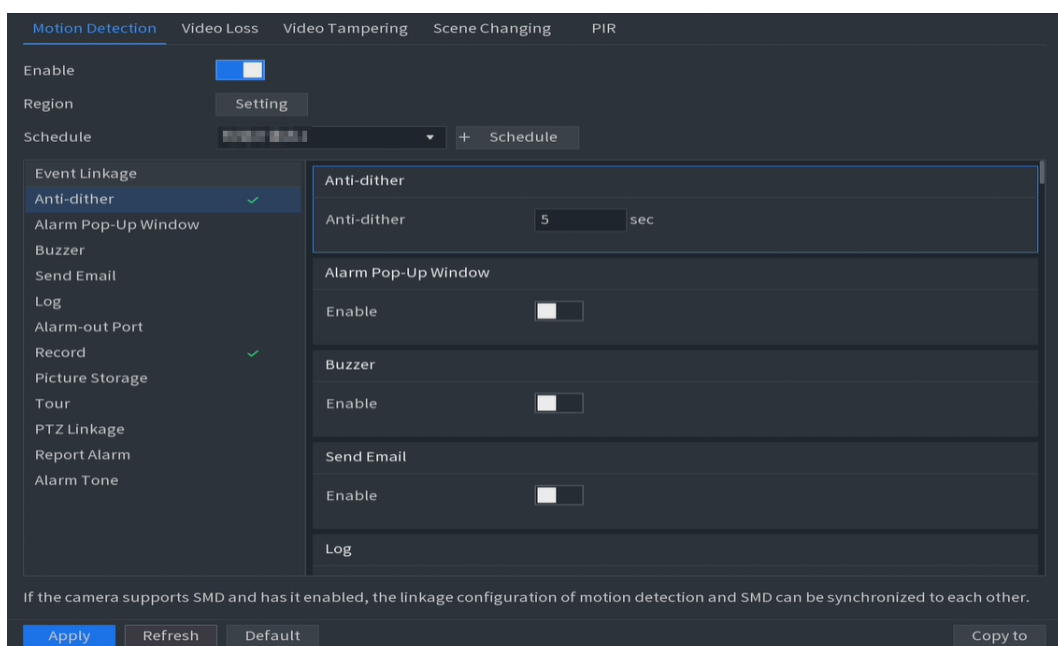 Motion Detection Video Loss Video Tampering Scene Changing PIR
Enable
Region Setting
Schedule + Schedule
Event Linkage
Anti-dither
Alarm Pop-Up Window
Buzzer
Send Email
Log
Alarm-out Port
Record
Picture Storage
Tour
PTZ Linkage
Report Alarm
Alarm Tone
Anti-dither
Anti-dither 5 sec
Alarm Pop-Up Window
Enable
Buzzer
Enable
Send Email
Enable
Log
If the camera supports SMD and has it enabled, the linkage configuration of motion detection and SMD can be synchronized to each other.
Apply Refresh Default Copy to